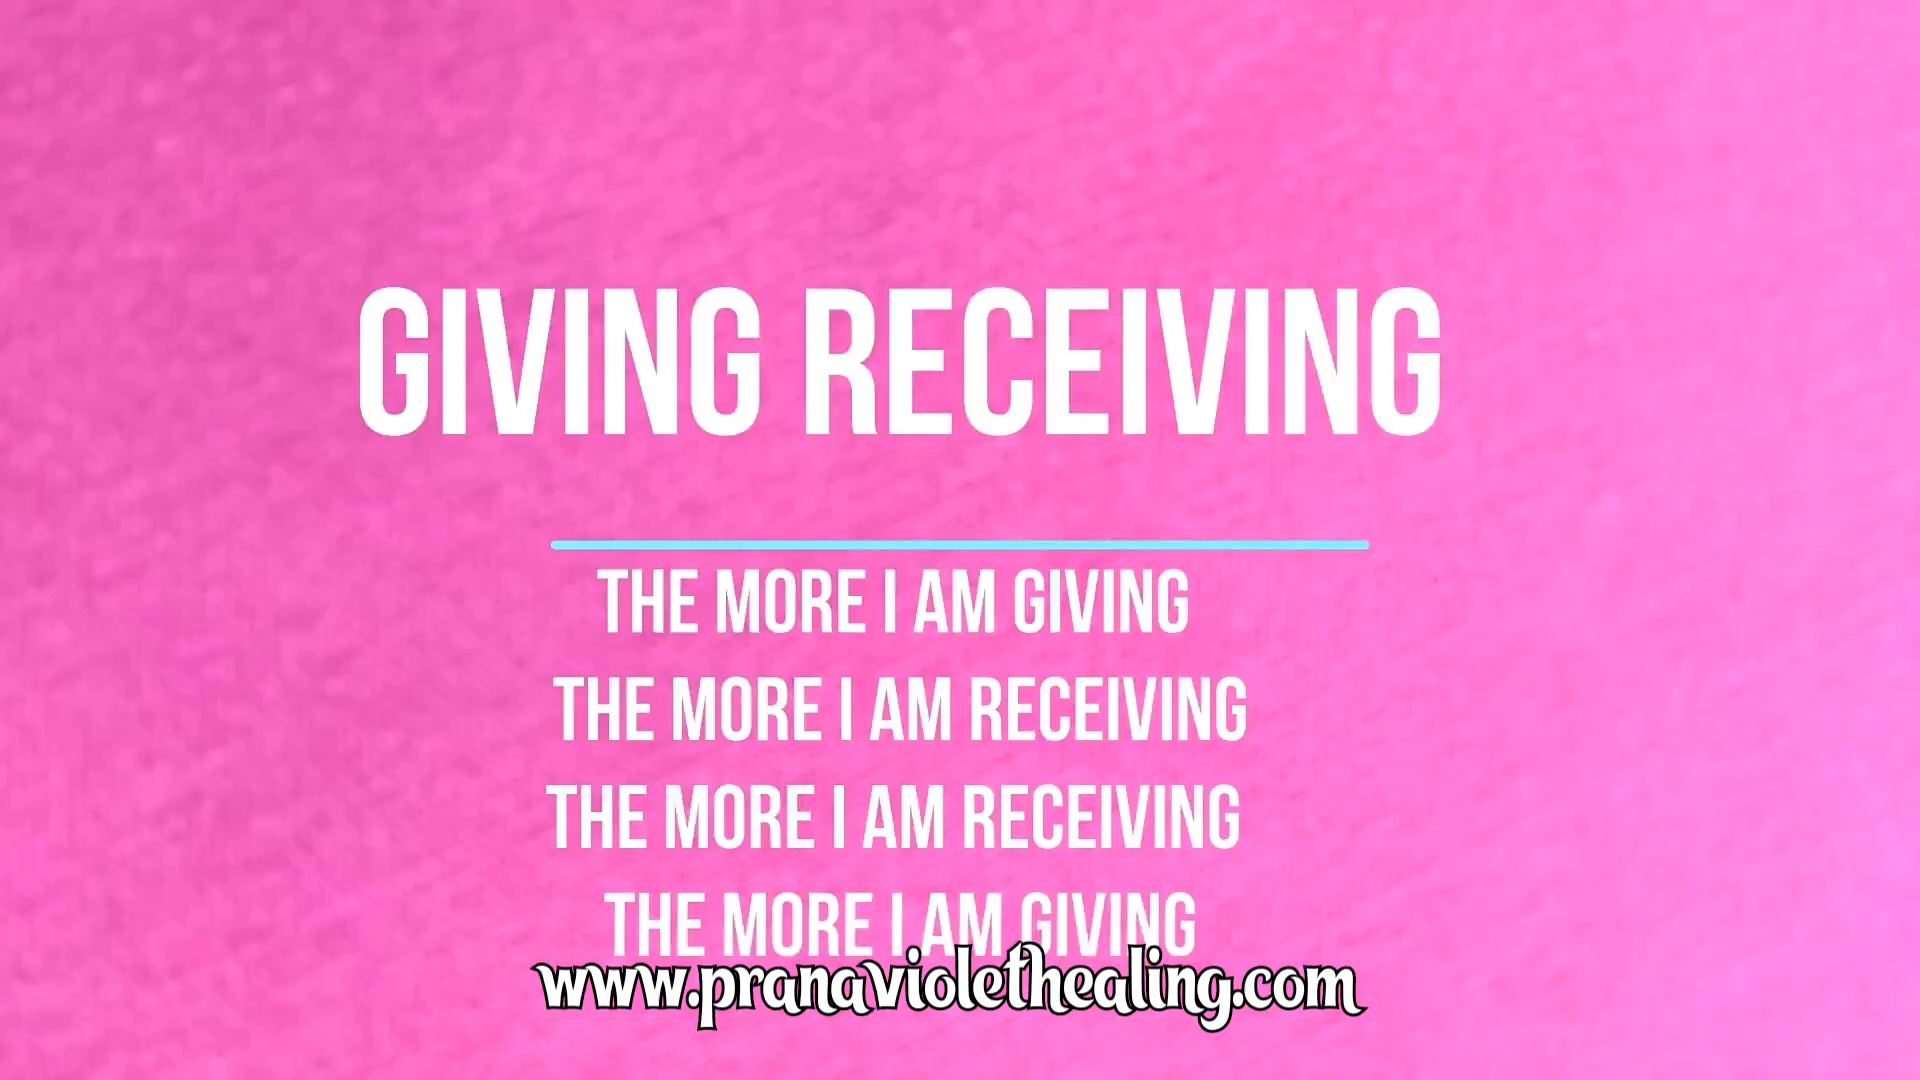 GIVING RECEIVING
THE MORE I AM GIVING
THE MORE I AM RECEIVING
THE MORE I AM RECEIVING
THE MORE I AM GIVING
www.pranaviolethealing.com